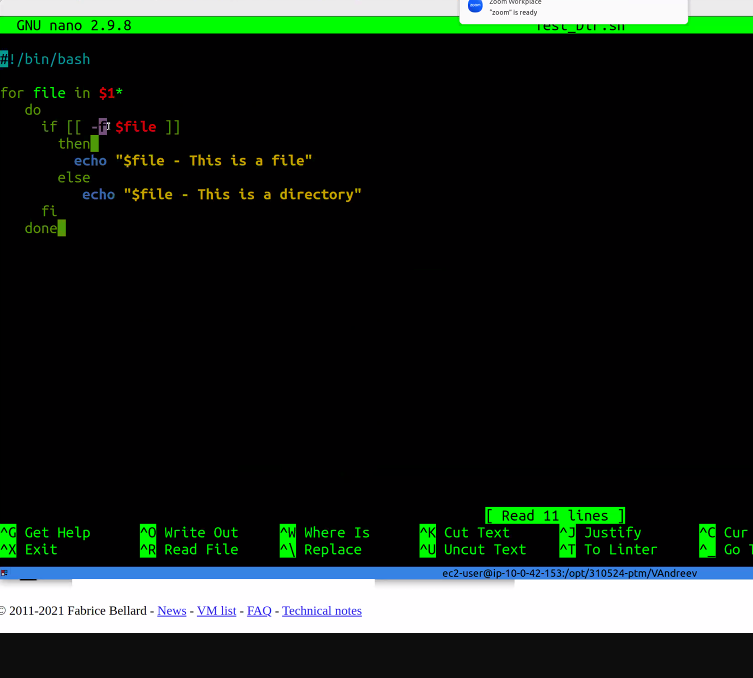 Zoom Workplace
"zoom" is ready
GNU nano 2.9.8 Test_Dir.sh
#!/bin/bash
for file in $1*
do
if [[ -f $file ]]
then
echo "$file - This is a file"
else
echo "$file - This is a directory"
fi
done
[ Read 11 lines ]
^G Get Help ^O Write Out ^W Where Is ^K Cut Text ^J Justify ^C Cur
^X Exit ^R Read File ^\ Replace ^U Uncut Text ^T To Linter ^_ Go T
ec2-user@ip-10-0-42-153:/opt/310524-ptm/VAndreev
© 2011-2021 Fabrice Bellard - News - VM list - FAQ - Technical notes